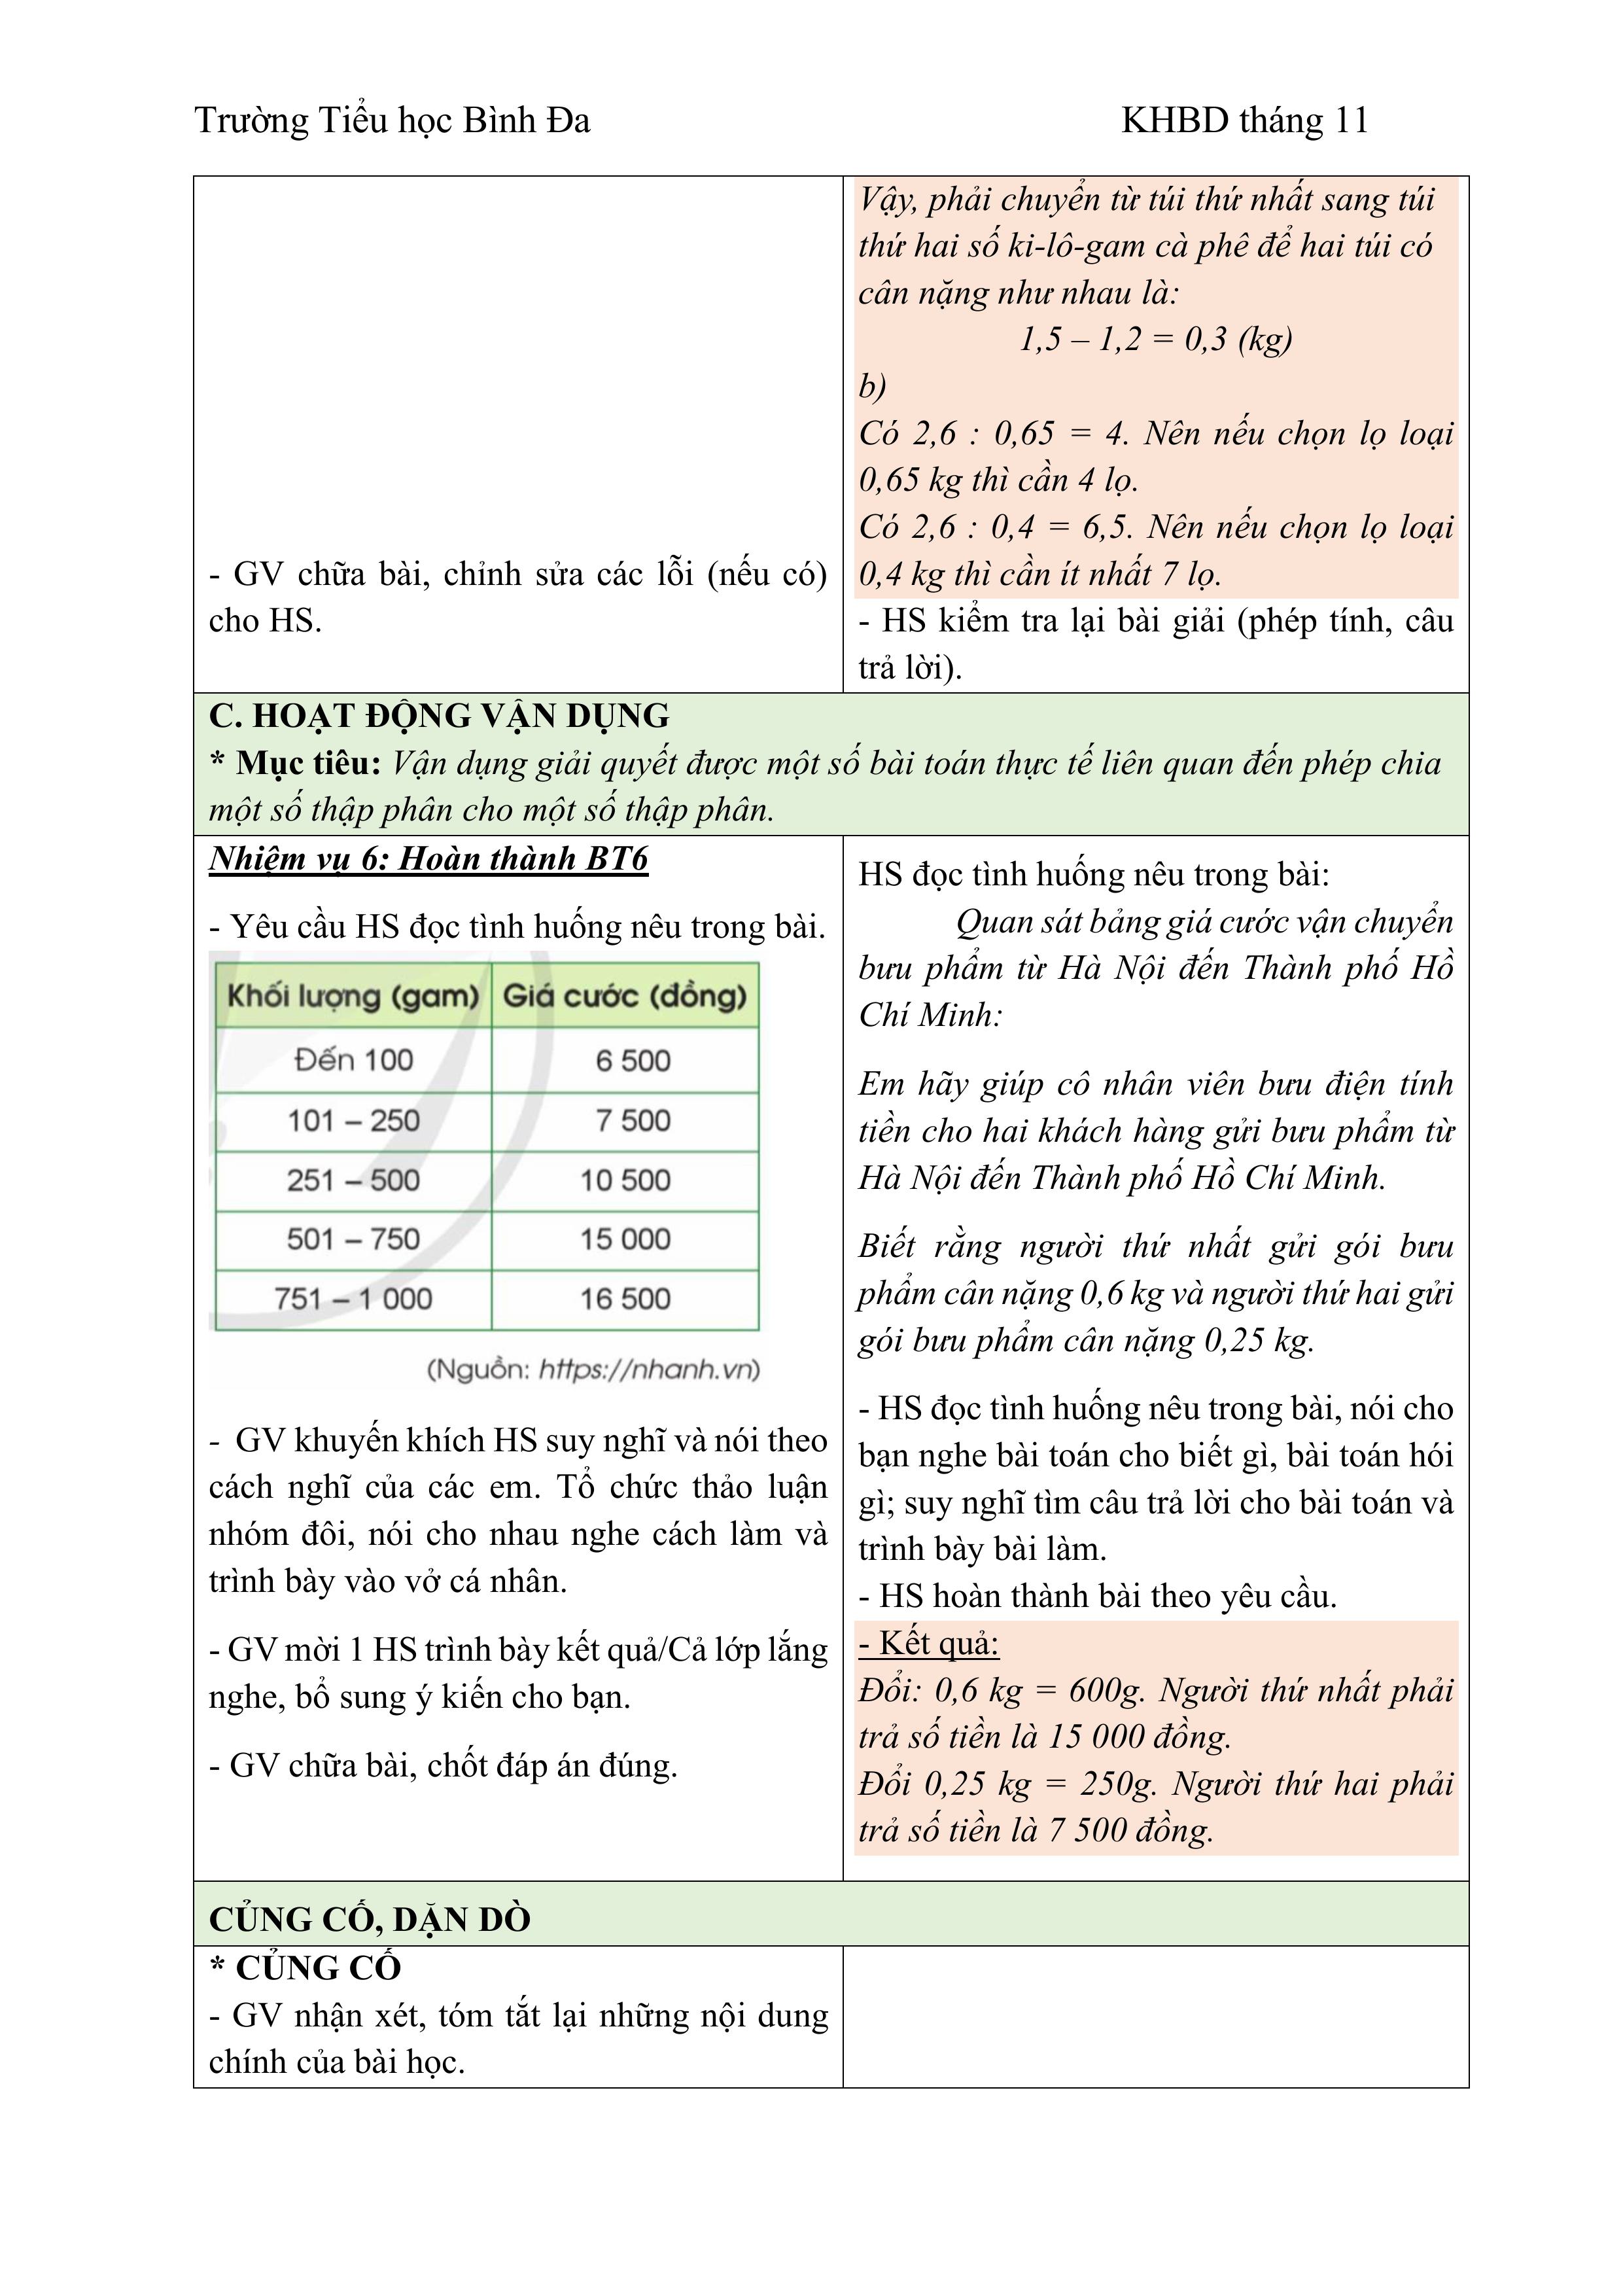 Trường Tiểu học Bình Đa KHBD tháng 11
Vậy, phải chuyển từ túi thứ nhất sang túi
thứ hai số ki-lô-gam cà phê để hai túi có
cân nặng như nhau là:
1,5 – 1,2 = 0,3 (kg)
b)
Có 2,6 : 0,65 = 4. Nên nếu chọn lọ loại
0,65 kg thì cần 4 lọ.
Có 2,6 : 0,4 = 6,5. Nên nếu chọn lọ loại
0,4 kg thì cần ít nhất 7 lọ.
- GV chữa bài, chỉnh sửa các lỗi (nếu có)
cho HS.
- HS kiểm tra lại bài giải (phép tính, câu
trả lời).
C. HOẠT ĐỘNG VẬN DỤNG
* Mục tiêu: Vận dụng giải quyết được một số bài toán thực tế liên quan đến phép chia
một số thập phân cho một số thập phân.
Nhiệm vụ 6: Hoàn thành BT6
- Yêu cầu HS đọc tình huống nêu trong bài.
Khối lượng (gam) Giá cước (đồng)
Đến 100 6 500
101 – 250 7 500
251 – 500 10 500
501 – 750 15 000
751 – 1 000 16 500
(Nguồn: https://nhanh.vn)
- GV khuyến khích HS suy nghĩ và nói theo
cách nghĩ của các em. Tổ chức thảo luận
nhóm đôi, nói cho nhau nghe cách làm và
trình bày vào vở cá nhân.
- GV mời 1 HS trình bày kết quả/Cả lớp lắng
nghe, bổ sung ý kiến cho bạn.
- GV chữa bài, chốt đáp án đúng.
HS đọc tình huống nêu trong bài:
Quan sát bảng giá cước vận chuyển
bưu phẩm từ Hà Nội đến Thành phố Hồ
Chí Minh:
Em hãy giúp cô nhân viên bưu điện tính
tiền cho hai khách hàng gửi bưu phẩm từ
Hà Nội đến Thành phố Hồ Chí Minh.
Biết rằng người thứ nhất gửi gói bưu
phẩm cân nặng 0,6 kg và người thứ hai gửi
gói bưu phẩm cân nặng 0,25 kg.
- HS đọc tình huống nêu trong bài, nói cho
bạn nghe bài toán cho biết gì, bài toán hói
gì; suy nghĩ tìm câu trả lời cho bài toán và
trình bày bài làm.
- HS hoàn thành bài theo yêu cầu.
- Kết quả:
Đổi: 0,6 kg = 600g. Người thứ nhất phải
trả số tiền là 15 000 đồng.
Đổi 0,25 kg = 250g. Người thứ hai phải
trả số tiền là 7 500 đồng.
CỦNG CỐ, DẶN DÒ
* CỦNG CỐ
- GV nhận xét, tóm tắt lại những nội dung
chính của bài học.